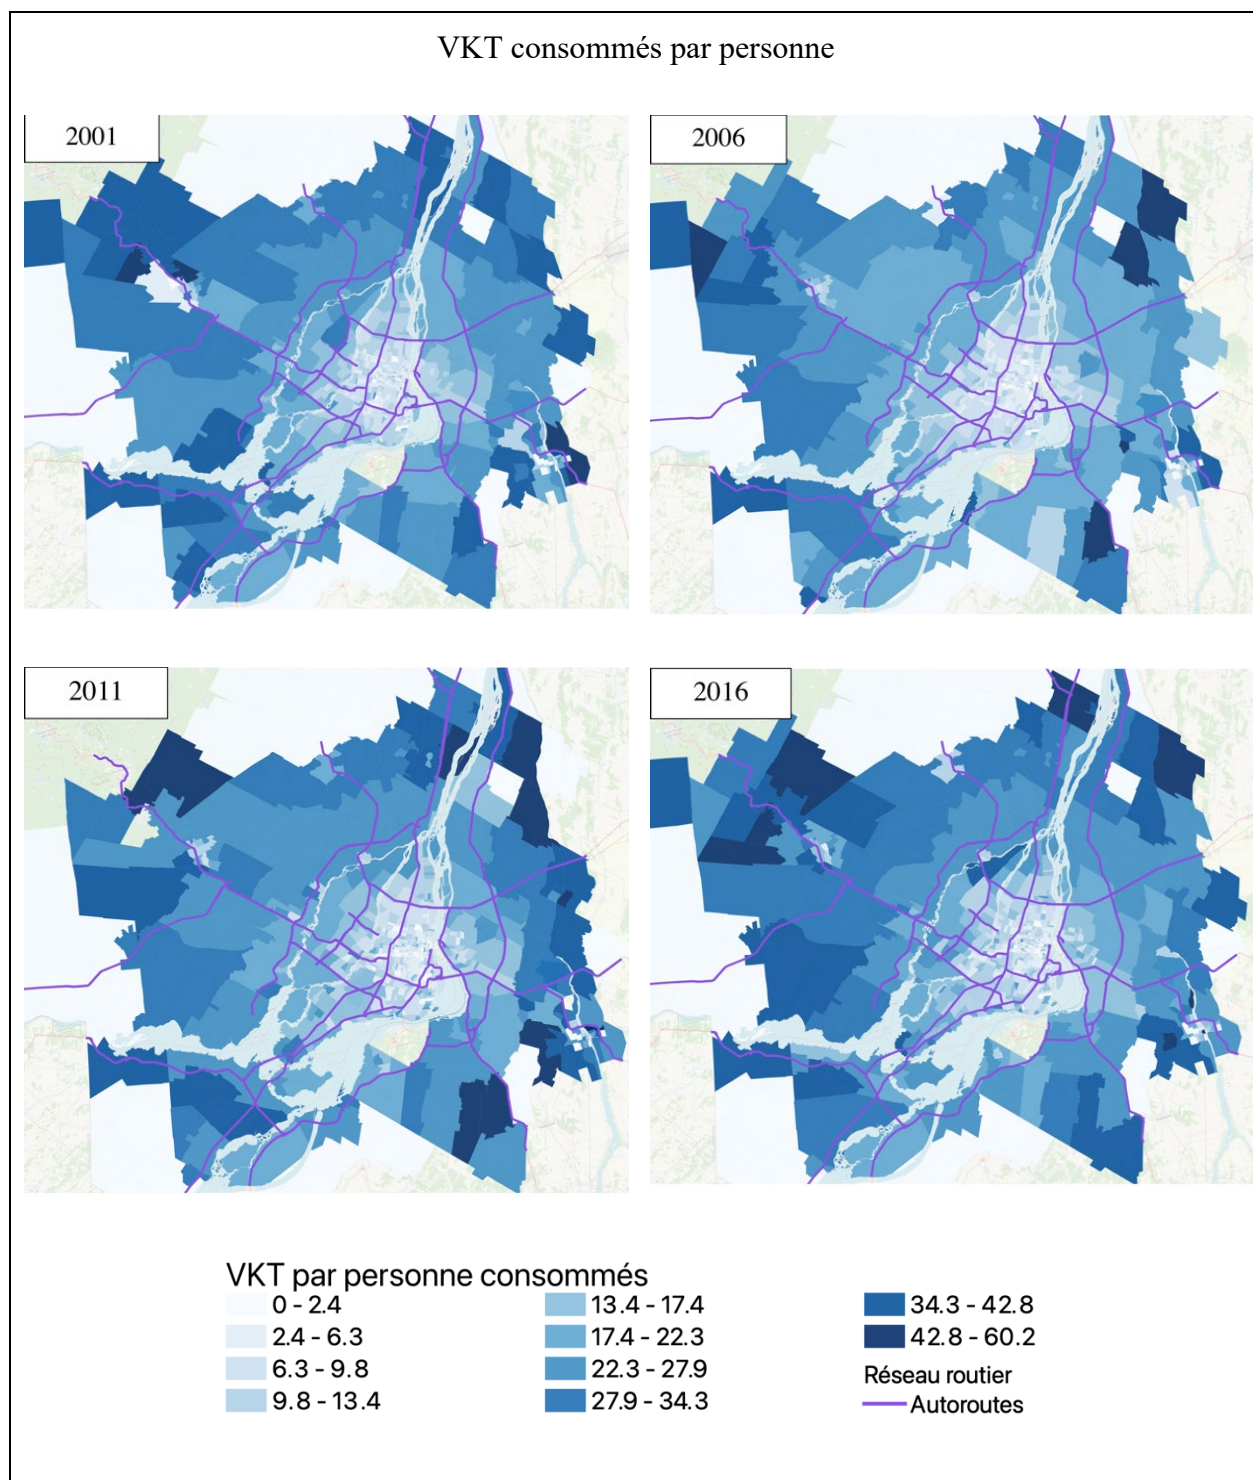 VKT consommés par personne
2001
2006
2011
2016
VKT par personne consommés
0 - 2.4
2.4 - 6.3
6.3 - 9.8
9.8 - 13.4
13.4 - 17.4
17.4 - 22.3
22.3 - 27.9
27.9 - 34.3
34.3 - 42.8
42.8 - 60.2
Réseau routier
Autoroutes